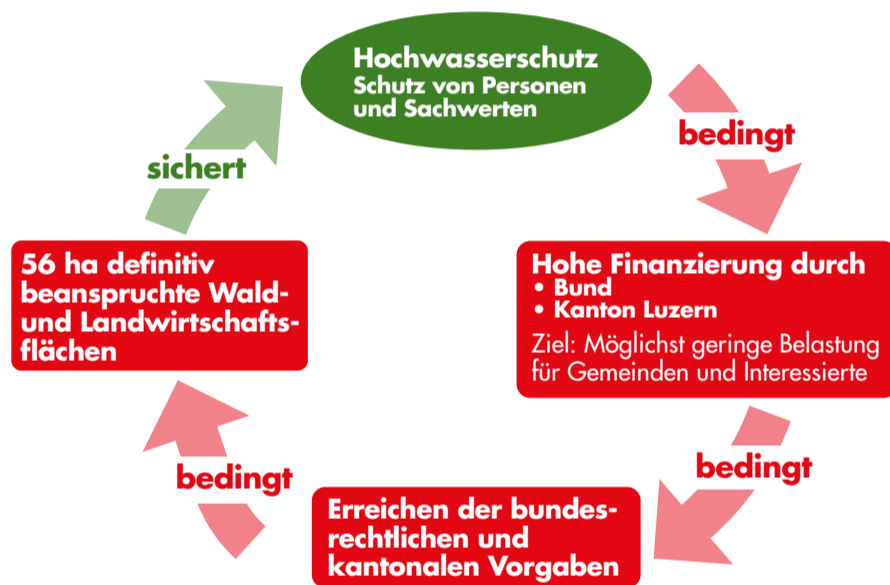 Hochwasserschutz
Schutz von Personen
und Sachwerten
bedingt
Hohe Finanzierung durch
• Bund
• Kanton Luzern
Ziel: Möglichst geringe Belastung
für Gemeinden und Interessierte
bedingt
Erreichen der bundes-
rechtlichen und
kantonalen Vorgaben
bedingt
56 ha definitiv
beanspruchte Wald-
und Landwirtschafts-
flächen
sichert